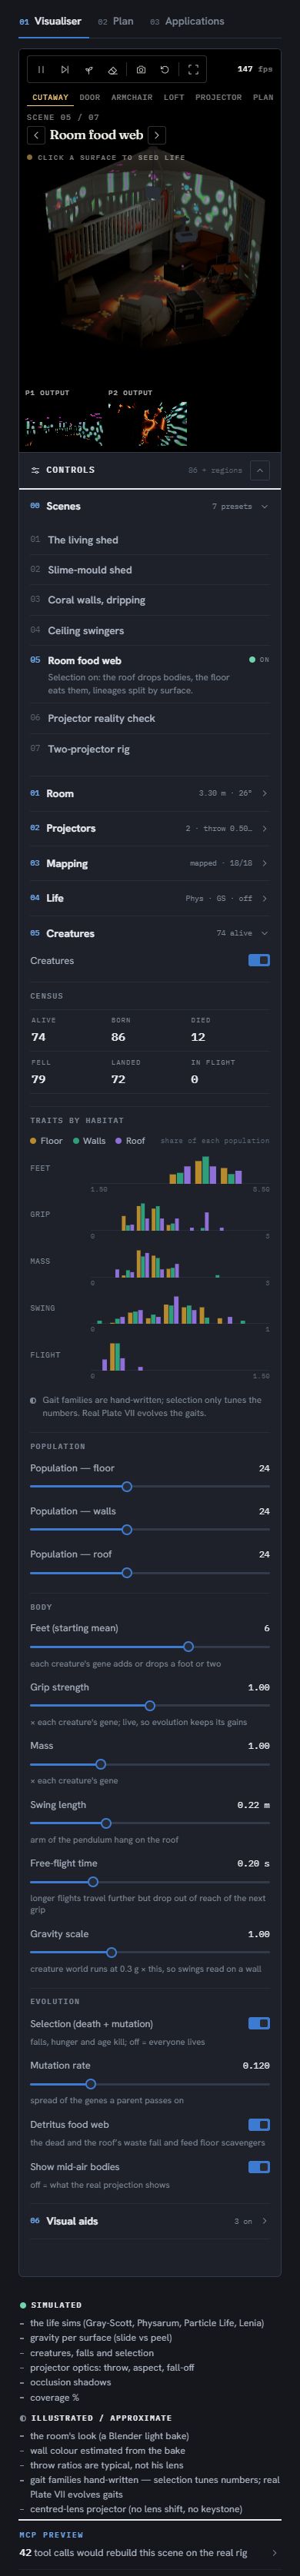 01 Visualiser 02 Plan 03 Applications
147 fps
CUTAWAY DOOR ARMCHAIR LOFT PROJECTOR PLAN
SCENE 05 / 07
Room food web
CLICK A SURFACE TO SEED LIFE
P1 OUTPUT P2 OUTPUT
CONTROLS 06 + regions
00 Scenes 7 presets
01 The living shed
02 Slime-mould shed
03 Coral walls, dripping
04 Ceiling swingers
05 Room food web ON
Selection on: the roof drops bodies, the floor
eats them, lineages split by surface.
06 Projector reality check
07 Two-projector rig
01 Room 3.30 m · 26°
02 Projectors 2 · throw 0.50…
03 Mapping mapped · 18/18
04 Life Phys · GS · off
05 Creatures 74 alive
Creatures
CENSUS
ALIVE BORN DIED
74 86 12
FELL LANDED IN FLIGHT
79 72 0
TRAITS BY HABITAT
Floor Walls Roof share of each population
FEET
1.50 6.50
GRIP
0 3
MASS
0 3
SWING
0 1
FLIGHT
0 1.50
Gait families are hand-written; selection only tunes the
numbers. Real Plate VII evolves the gaits.
POPULATION
Population — floor 24
Population — walls 24
Population — roof 24
BODY
Feet (starting mean) 6
each creature's gene adds or drops a foot or two
Grip strength 1.00
× each creature's gene; live, so evolution keeps its gains
Mass 1.00
× each creature's gene
Swing length 0.22 m
arm of the pendulum hang on the roof
Free-flight time 0.20 s
longer flights travel further but drop out of reach of the next
grip
Gravity scale 1.00
creature world runs at 0.3 g × this, so swings read on a wall
EVOLUTION
Selection (death + mutation)
falls, hunger and age kill; off = everyone lives
Mutation rate 0.120
spread of the genes a parent passes on
Detritus food web
the dead and the roof's waste fall and feed floor scavengers
Show mid-air bodies
off = what the real projection shows
06 Visual aids 3 on
SIMULATED
– the life sims (Gray-Scott, Physarum, Particle Life, Lenia)
– gravity per surface (slide vs peel)
– creatures, falls and selection
– projector optics: throw, aspect, fall-off
– occlusion shadows
– coverage %
ILLUSTRATED / APPROXIMATE
– the room's look (a Blender light bake)
– wall colour estimated from the bake
– throw ratios are typical, not his lens
– gait families hand-written — selection tunes numbers; real
Plate VII evolves gaits
– centred-lens projector (no lens shift, no keystone)
MCP PREVIEW
42 tool calls would rebuild this scene on the real rig